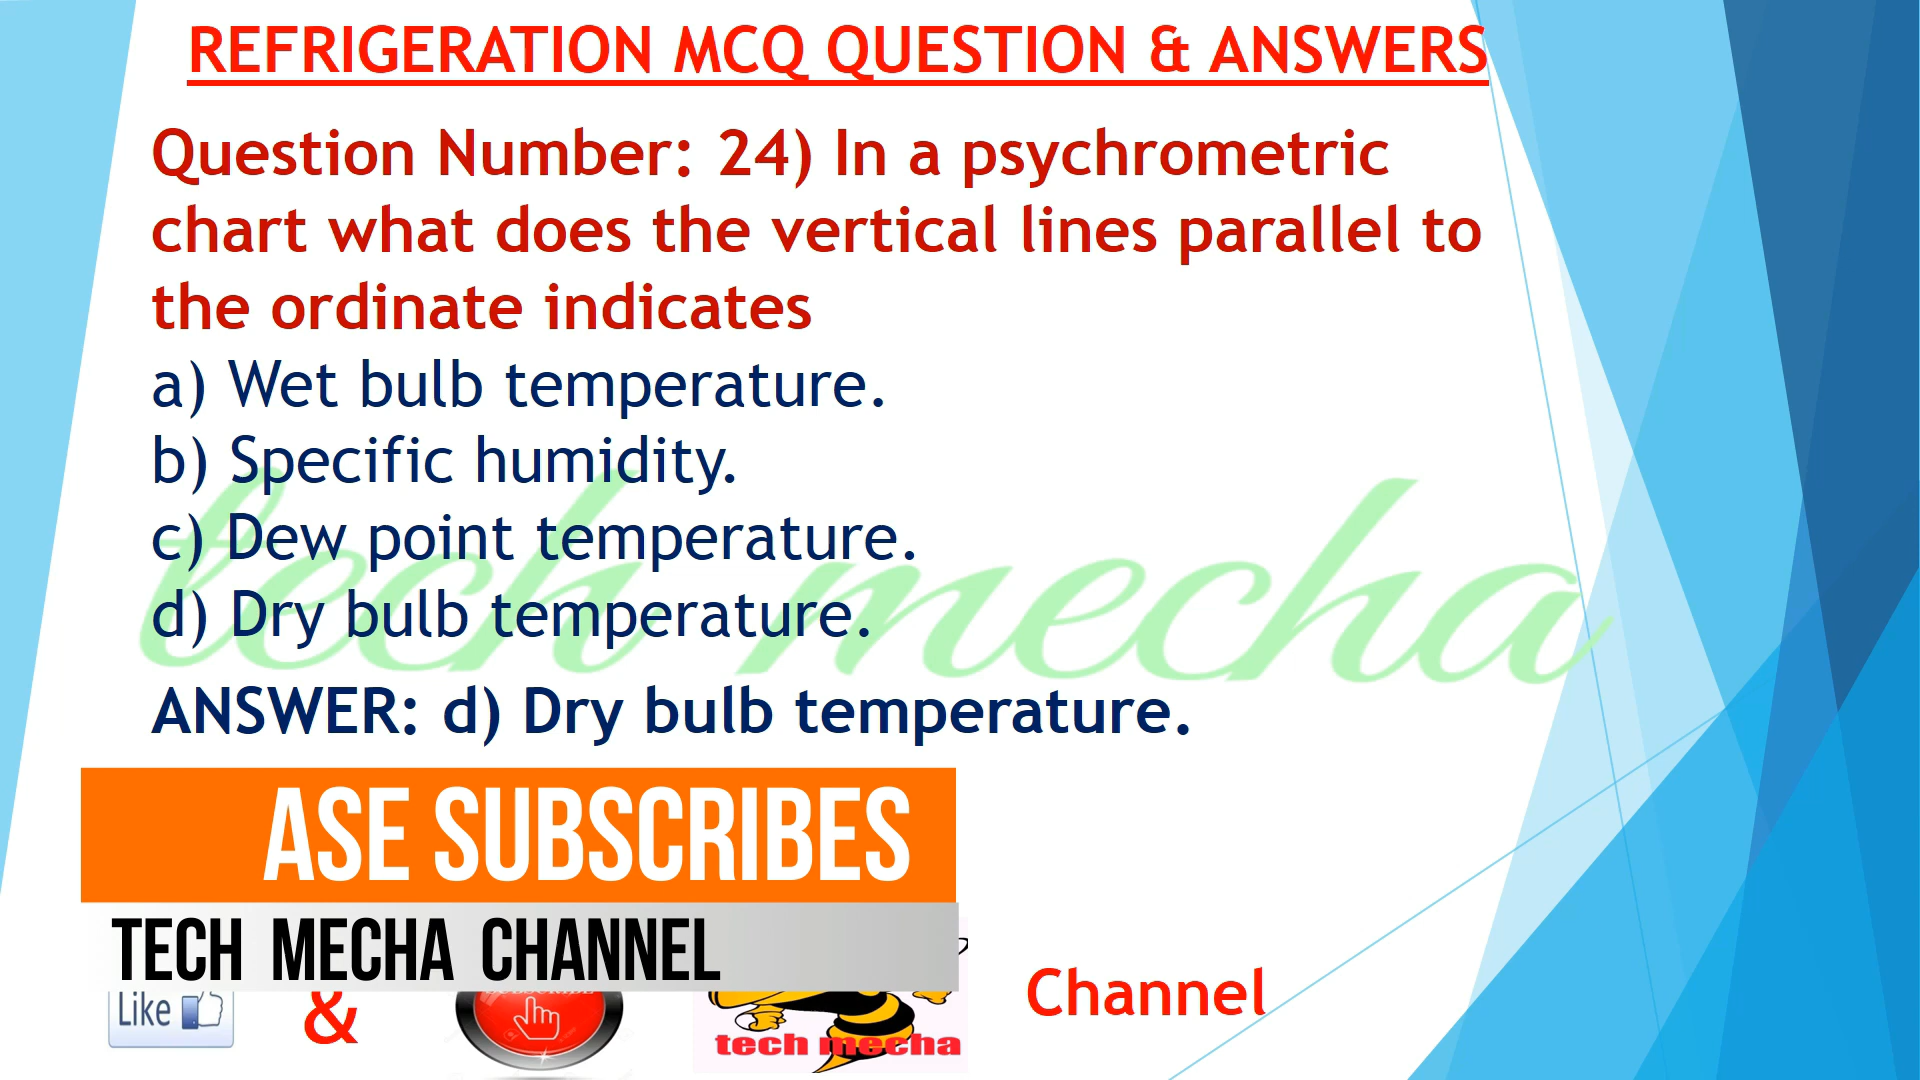 REFRIGERATION MCQ QUESTION & ANSWERS
Question Number: 24) In a psychrometric
chart what does the vertical lines parallel to
the ordinate indicates
a) Wet bulb temperature.
b) Specific humidity.
c) Dew point temperature.
d) Dry bulb temperature.
tech mecha
ANSWER: d) Dry bulb temperature.
ASE SUBSCRIBES
TECH MECHA CHANNEL
Like & 
tech mecha
Channel